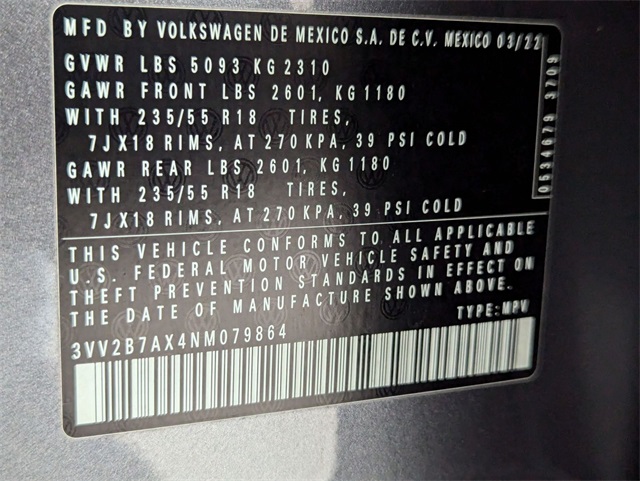 MFD BY VOLKSWAGEN DE MEXICO S.A. DE C.V. MEXICO 03/22
GVWR LBS 5093 KG 2310
GAWR FRONT LBS 2601, KG 1180
WITH 235/55 R18 TIRES,
7JX18 RIMS, AT 270 KPA, 39 PSI COLD
GAWR REAR LBS 2601, KG 1180
WITH 235/55 R18 TIRES,
7JX18 RIMS, AT 270 KPA, 39 PSI COLD
0534679 3709
THIS VEHICLE CONFORMS TO ALL APPLICABLE
U.S. FEDERAL MOTOR VEHICLE SAFETY AND
THEFT PREVENTION STANDARDS IN EFFECT ON
THE DATE OF MANUFACTURE SHOWN ABOVE.
TYPE: MPV
3VV2B7AX4NM079864